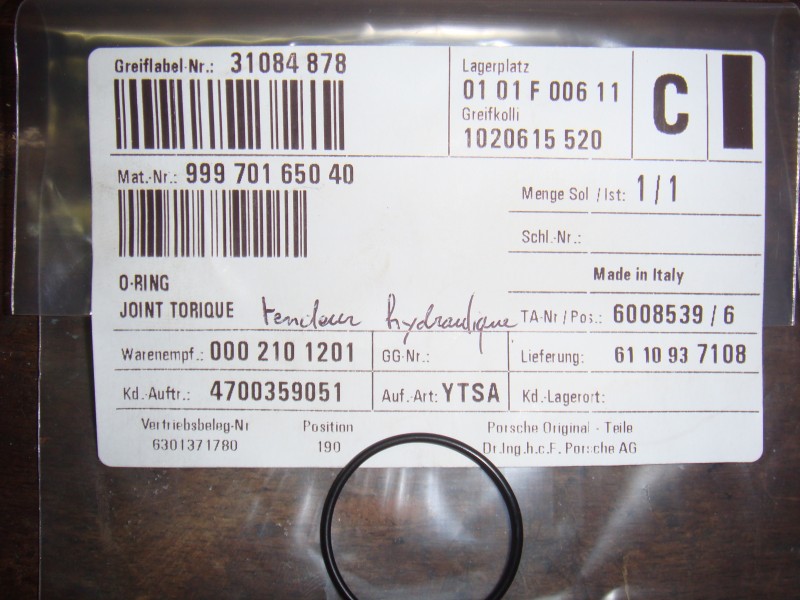 Greiflabel-Nr.: 31084 878
Lagerplatz
01 01 F 006 11
Greifkolli
1020615 520
C
Mat.-Nr.: 999 701 650 40
Menge Sol / Ist: 1 / 1
Schl.-Nr.:
Made in Italy
O-RING
JOINT TORIQUE tendeur hydraulique
TA-Nr / Pos.: 6008539 / 6
Warenempf.: 000 210 1201
GG-Nr.:
Lieferung: 61 10 93 7108
Kd.-Auftr.: 4700359051
Auf.-Art: YTSA
Kd.-Lagerort:
Vertriebsbeleg-Nr Position
6301371780 190
Porsche Original - Teile
Dr.Ing.h.c.F. Porsche AG